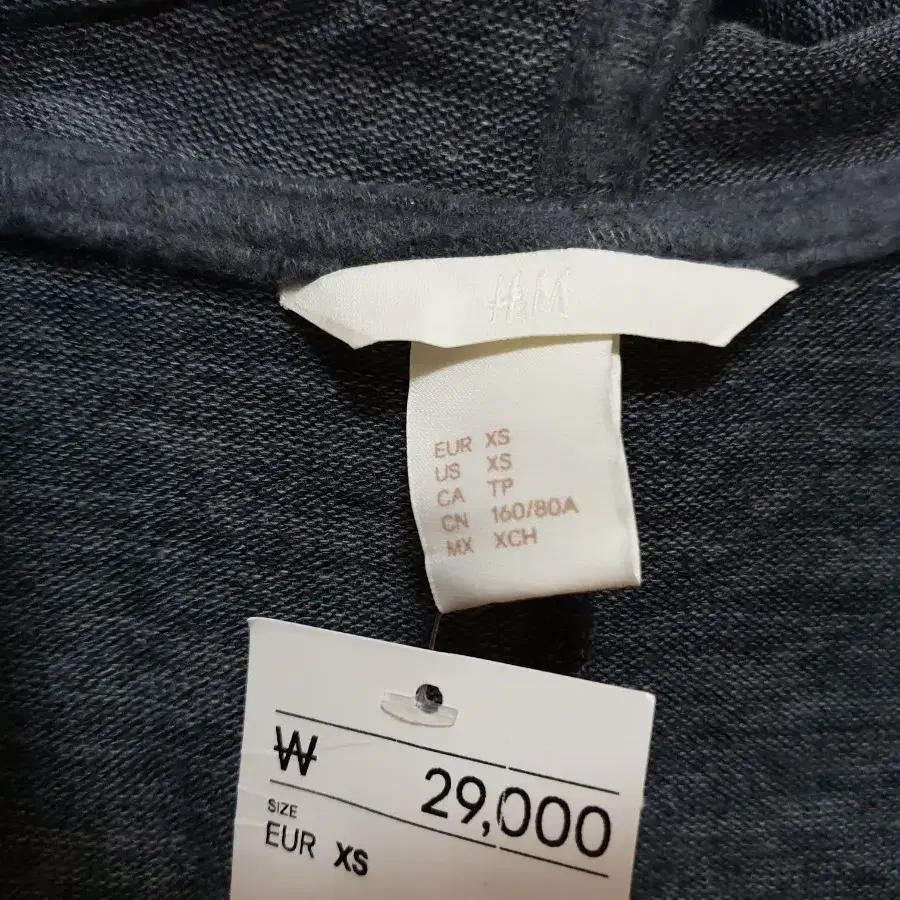 H&M
EUR XS
US XS
CA TP
CN 160/80A
MX XCH
₩ 29,000
SIZE
EUR XS